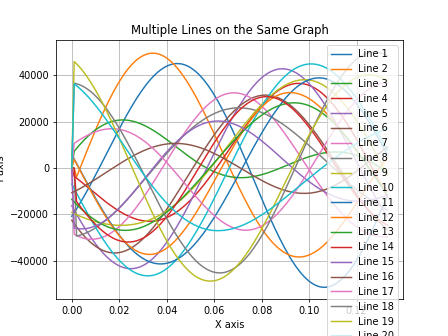 Multiple Lines on the Same Graph
40000
20000
0
−20000
−40000
0.00
0.02
0.04
0.06
0.08
0.10
X axis
Line 1
Line 2
Line 3
Line 4
Line 5
Line 6
Line 7
Line 8
Line 9
Line 10
Line 11
Line 12
Line 13
Line 14
Line 15
Line 16
Line 17
Line 18
Line 19
Line 20